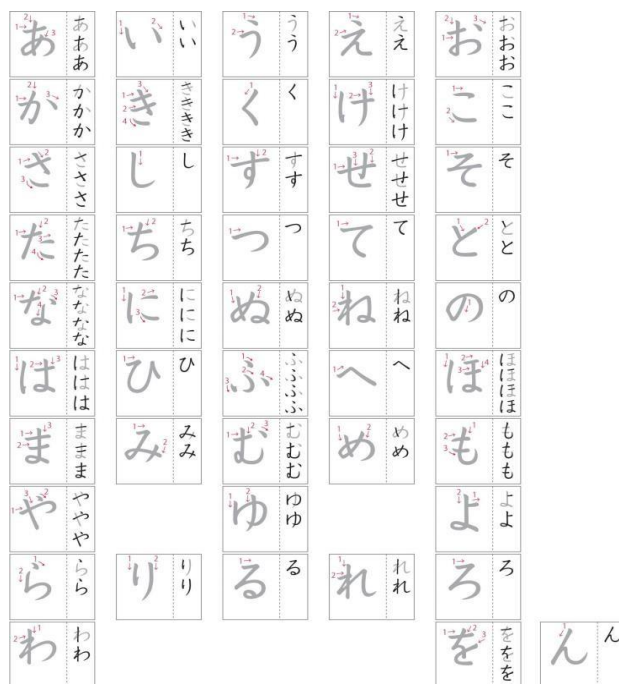 あ あ あ あ い い い う う う え え え お お お お
か か か か き き き き き く く け け け け こ こ こ
さ さ さ さ し し す す す せ せ せ せ そ そ
た た た た た ち ち ち つ つ て て と と と
な な な な な に に に に ぬ ぬ ぬ ね ね ね の の
は は は は ひ ひ ふ ふ ふ ふ ふ へ へ ほ ほ ほ ほ ほ
ま ま ま ま み み み む む む む め め め も も も も
や や や や ゆ ゆ ゆ よ よ よ
ら ら ら り り り る る れ れ れ ろ ろ
わ わ わ を を を を ん ん